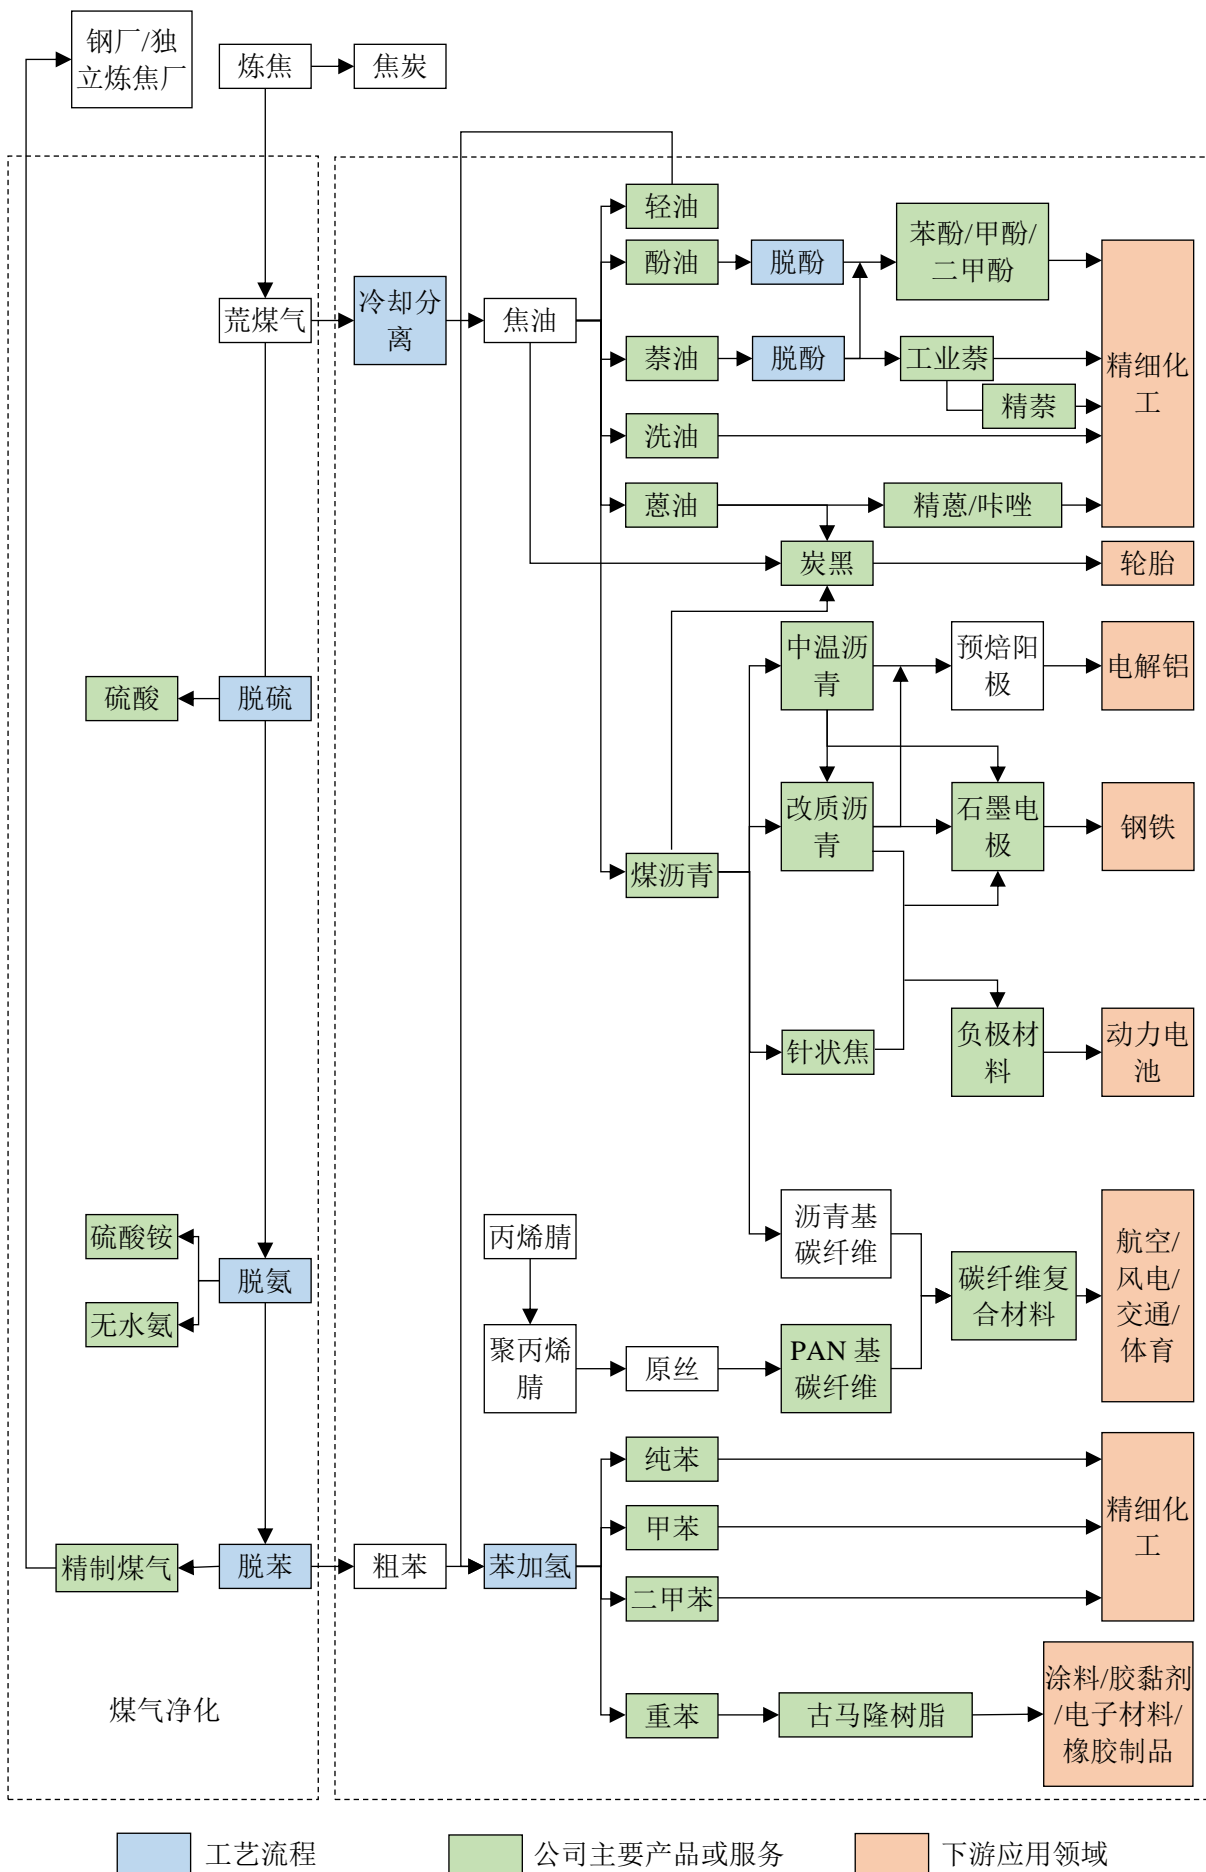 钢厂/独
立炼焦厂
炼焦
焦炭
轻油
酚油
脱酚
苯酚/甲酚/
二甲酚
荒煤气
冷却分
离
焦油
萘油
脱酚
工业萘
精萘
精细化
工
洗油
蒽油
精蒽/咔唑
炭黑
轮胎
中温沥
青
预焙阳
极
电解铝
硫酸
脱硫
改质沥
青
石墨电
极
钢铁
煤沥青
针状焦
负极材
料
动力电
池
硫酸铵
脱氨
无水氨
丙烯腈
沥青基
碳纤维
碳纤维复
合材料
航空/
风电/
交通/
体育
聚丙烯
腈
原丝
PAN 基
碳纤维
纯苯
甲苯
精细化
工
精制煤气
脱苯
粗苯
苯加氢
二甲苯
煤气净化
重苯
古马隆树脂
涂料/胶黏剂
/电子材料/
橡胶制品
工艺流程
公司主要产品或服务
下游应用领域